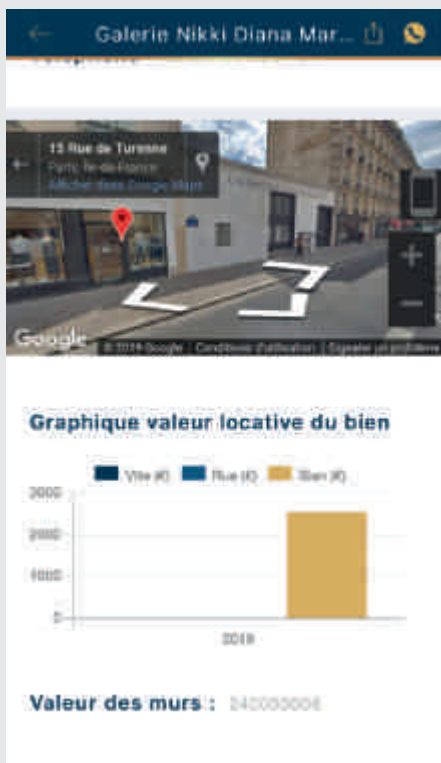 Galerie Nikki Diana Mar...
15 Rue de Turenne
Paris, Île-de-France
Afficher dans Google Maps
Google
© 2019 Google Conditions d'utilisation Signaler un problème
Graphique valeur locative du bien
Ville (€) Rue (€) Bien (€)
3000
2000
1000
0
2019
Valeur des murs :